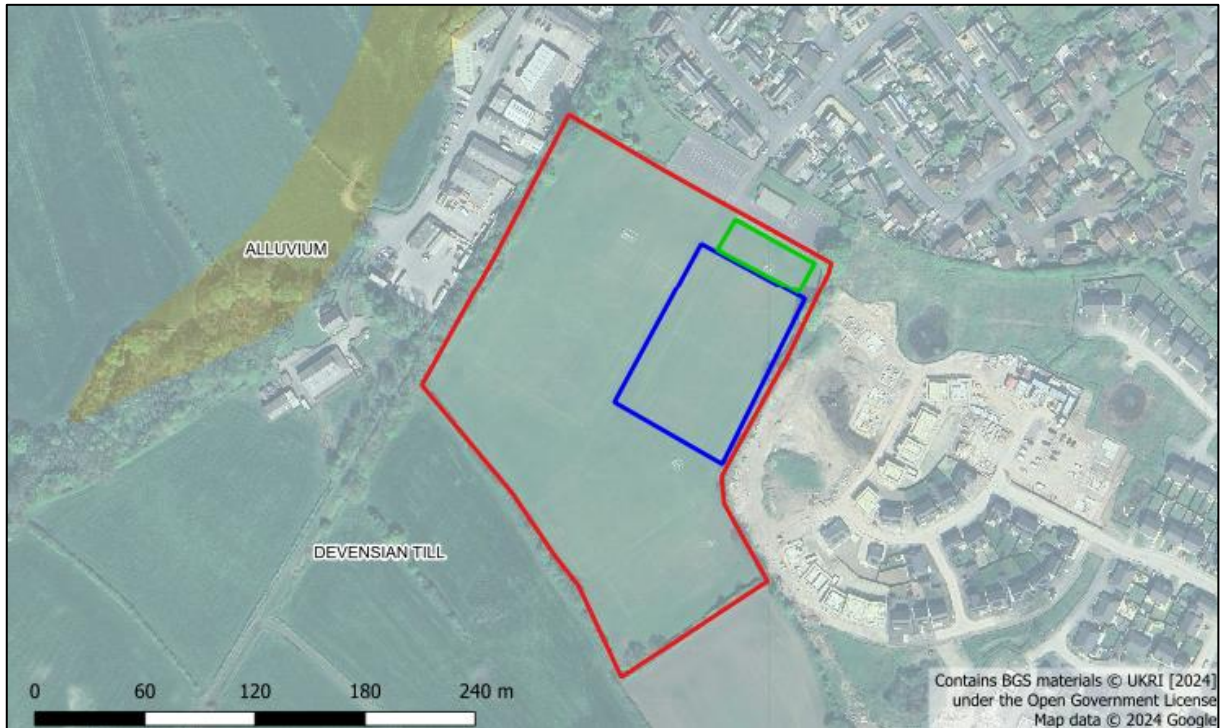 ALLUVIUM
DEVENSIAN TILL
0 60 120 180 240 m
Contains BGS materials © UKRI [2024]
under the Open Government License
Map data © 2024 Google